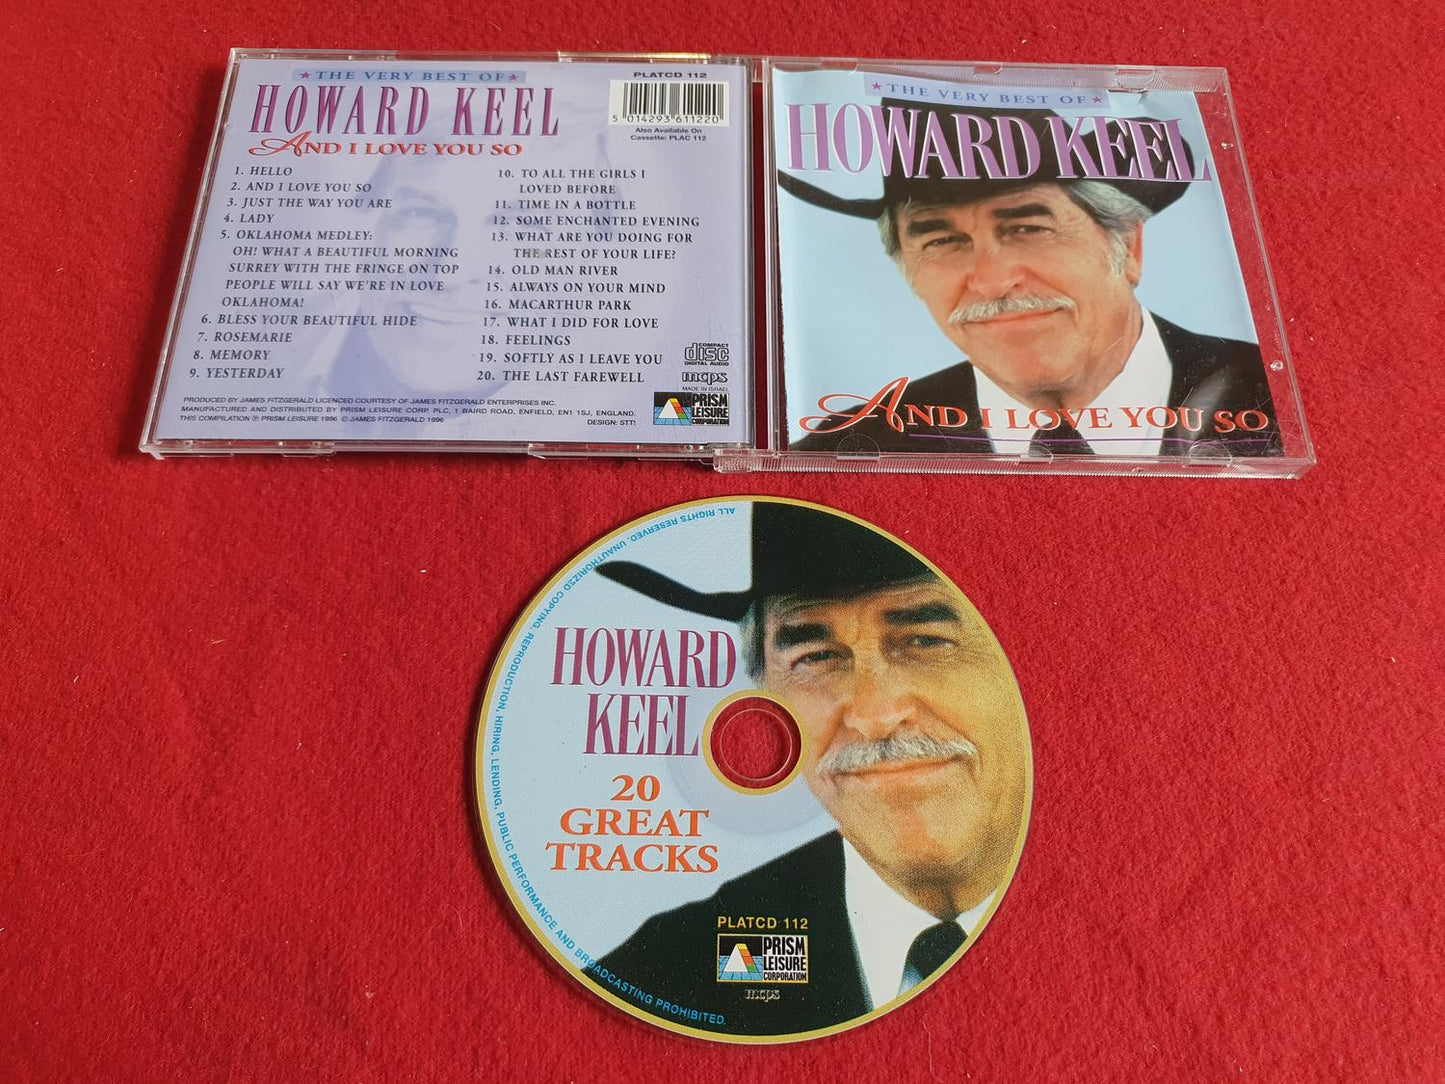 ★THE VERY BEST OF★
HOWARD KEEL
AND I LOVE YOU SO
PLATCD 112
5 014293 611220
Also Available On
Cassette: PLAC 112
1. HELLO
2. AND I LOVE YOU SO
3. JUST THE WAY YOU ARE
4. LADY
5. OKLAHOMA MEDLEY:
OH! WHAT A BEAUTIFUL MORNING
SURREY WITH THE FRINGE ON TOP
PEOPLE WILL SAY WE'RE IN LOVE
OKLAHOMA!
6. BLESS YOUR BEAUTIFUL HIDE
7. ROSEMARIE
8. MEMORY
9. YESTERDAY
10. TO ALL THE GIRLS I
LOVED BEFORE
11. TIME IN A BOTTLE
12. SOME ENCHANTED EVENING
13. WHAT ARE YOU DOING FOR
THE REST OF YOUR LIFE?
14. OLD MAN RIVER
15. ALWAYS ON YOUR MIND
16. MACARTHUR PARK
17. WHAT I DID FOR LOVE
18. FEELINGS
19. SOFTLY AS I LEAVE YOU
20. THE LAST FAREWELL
COMPACT
disc
DIGITAL AUDIO
mcps
MADE IN ISRAEL
PRISM
LEISURE
CORPORATION
PRODUCED BY JAMES FITZGERALD LICENCED COURTESY OF JAMES FITZGERALD ENTERPRISES INC.
MANUFACTURED AND DISTRIBUTED BY PRISM LEISURE CORP. PLC, 1 BAIRD ROAD, ENFIELD, EN1 1SJ, ENGLAND.
THIS COMPILATION ℗ PRISM LEISURE 1996 © JAMES FITZGERALD 1996
DESIGN: STT!
★THE VERY BEST OF★
HOWARD KEEL
AND I LOVE YOU SO
HOWARD
KEEL
20
GREAT
TRACKS
PLATCD 112
PRISM
LEISURE
CORPORATION
mcps
ALL RIGHTS RESERVED. UNAUTHORIZ3D COPYING, REPRODUCTION, HIRING, LENDING, PUBLIC PERFORMANCE AND BROADCASTING PROHIBITED.